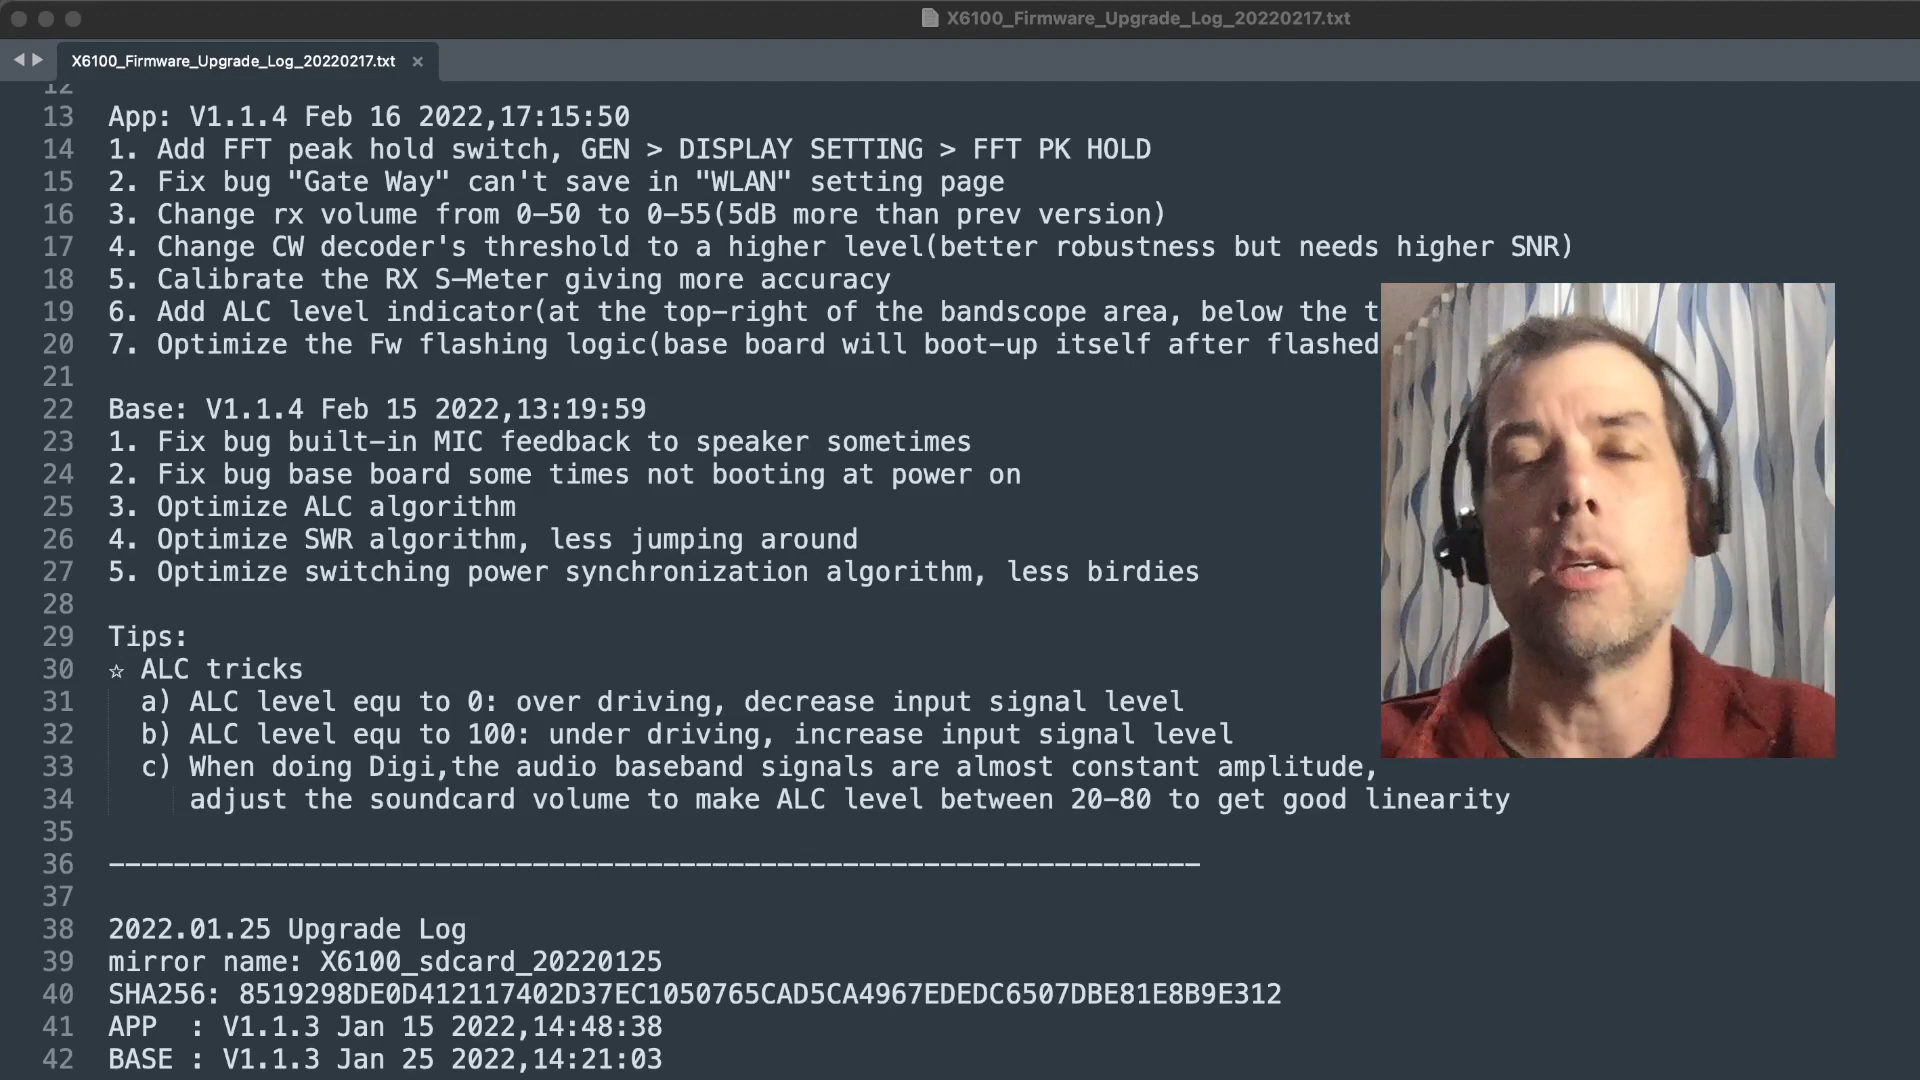 X6100_Firmware_Upgrade_Log_20220217.txt
X6100_Firmware_Upgrade_Log_20220217.txt ×
12
13 App: V1.1.4 Feb 16 2022,17:15:50
14 1. Add FFT peak hold switch, GEN > DISPLAY SETTING > FFT PK HOLD
15 2. Fix bug "Gate Way" can't save in "WLAN" setting page
16 3. Change rx volume from 0-50 to 0-55(5dB more than prev version)
17 4. Change CW decoder's threshold to a higher level(better robustness but needs higher SNR)
18 5. Calibrate the RX S-Meter giving more accuracy
19 6. Add ALC level indicator(at the top-right of the bandscope area, below the
20 7. Optimize the Fw flashing logic(base board will boot-up itself after flashed
21
22 Base: V1.1.4 Feb 15 2022,13:19:59
23 1. Fix bug built-in MIC feedback to speaker sometimes
24 2. Fix bug base board some times not booting at power on
25 3. Optimize ALC algorithm
26 4. Optimize SWR algorithm, less jumping around
27 5. Optimize switching power synchronization algorithm, less birdies
28
29 Tips:
30 ☆ ALC tricks
31 a) ALC level equ to 0: over driving, decrease input signal level
32 b) ALC level equ to 100: under driving, increase input signal level
33 c) When doing Digi,the audio baseband signals are almost constant amplitude,
34 adjust the soundcard volume to make ALC level between 20-80 to get good linearity
35
36 -------------------------------------------------------------------
37
38 2022.01.25 Upgrade Log
39 mirror name: X6100_sdcard_20220125
40 SHA256: 8519298DE0D412117402D37EC1050765CAD5CA4967EDEDC6507DBE81E8B9E312
41 APP : V1.1.3 Jan 15 2022,14:48:38
42 BASE : V1.1.3 Jan 25 2022,14:21:03